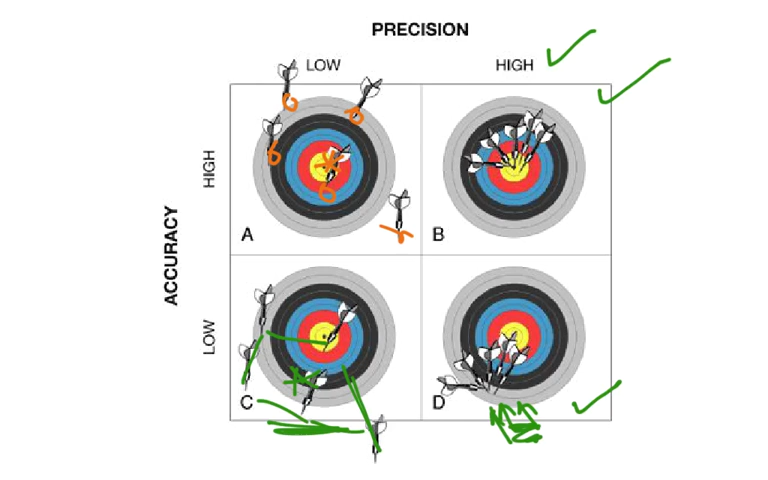 PRECISION
LOW HIGH
ACCURACY
HIGH
A B
LOW
C D